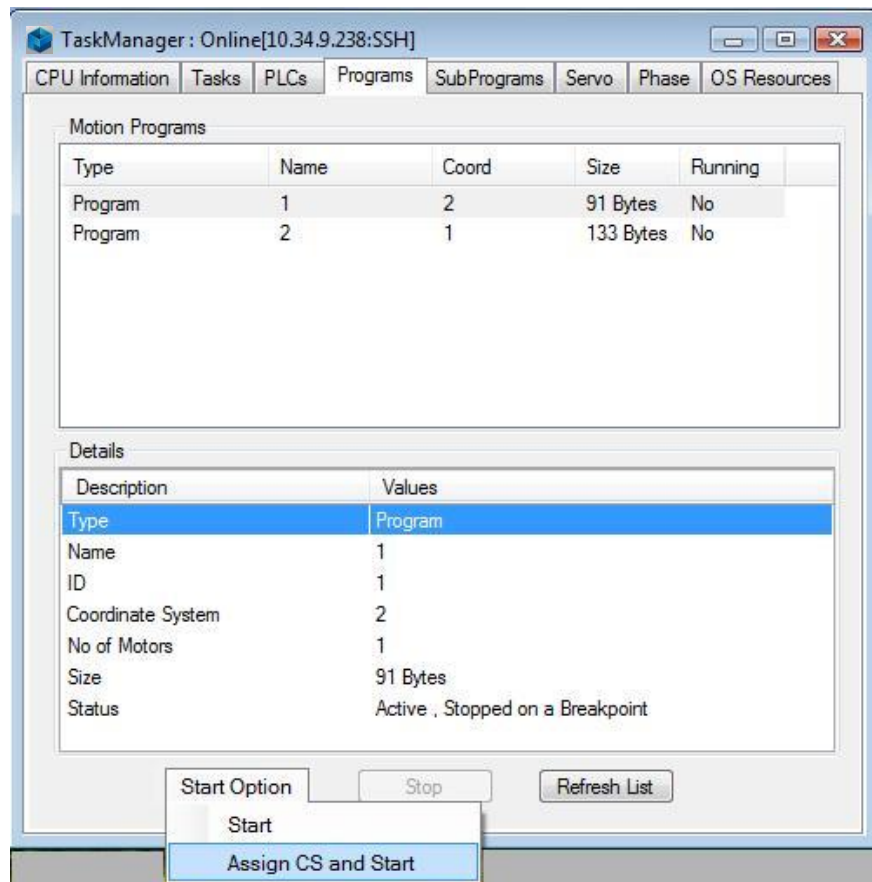 TaskManager : Online[10.34.9.238:SSH]
CPU Information Tasks PLCs Programs SubPrograms Servo Phase OS Resources
Motion Programs
Type Name Coord Size Running
Program 1 2 91 Bytes No
Program 2 1 133 Bytes No
Details
Description Values
Type Program
Name 1
ID 1
Coordinate System 2
No of Motors 1
Size 91 Bytes
Status Active , Stopped on a Breakpoint
Start Option Stop Refresh List
Start
Assign CS and Start